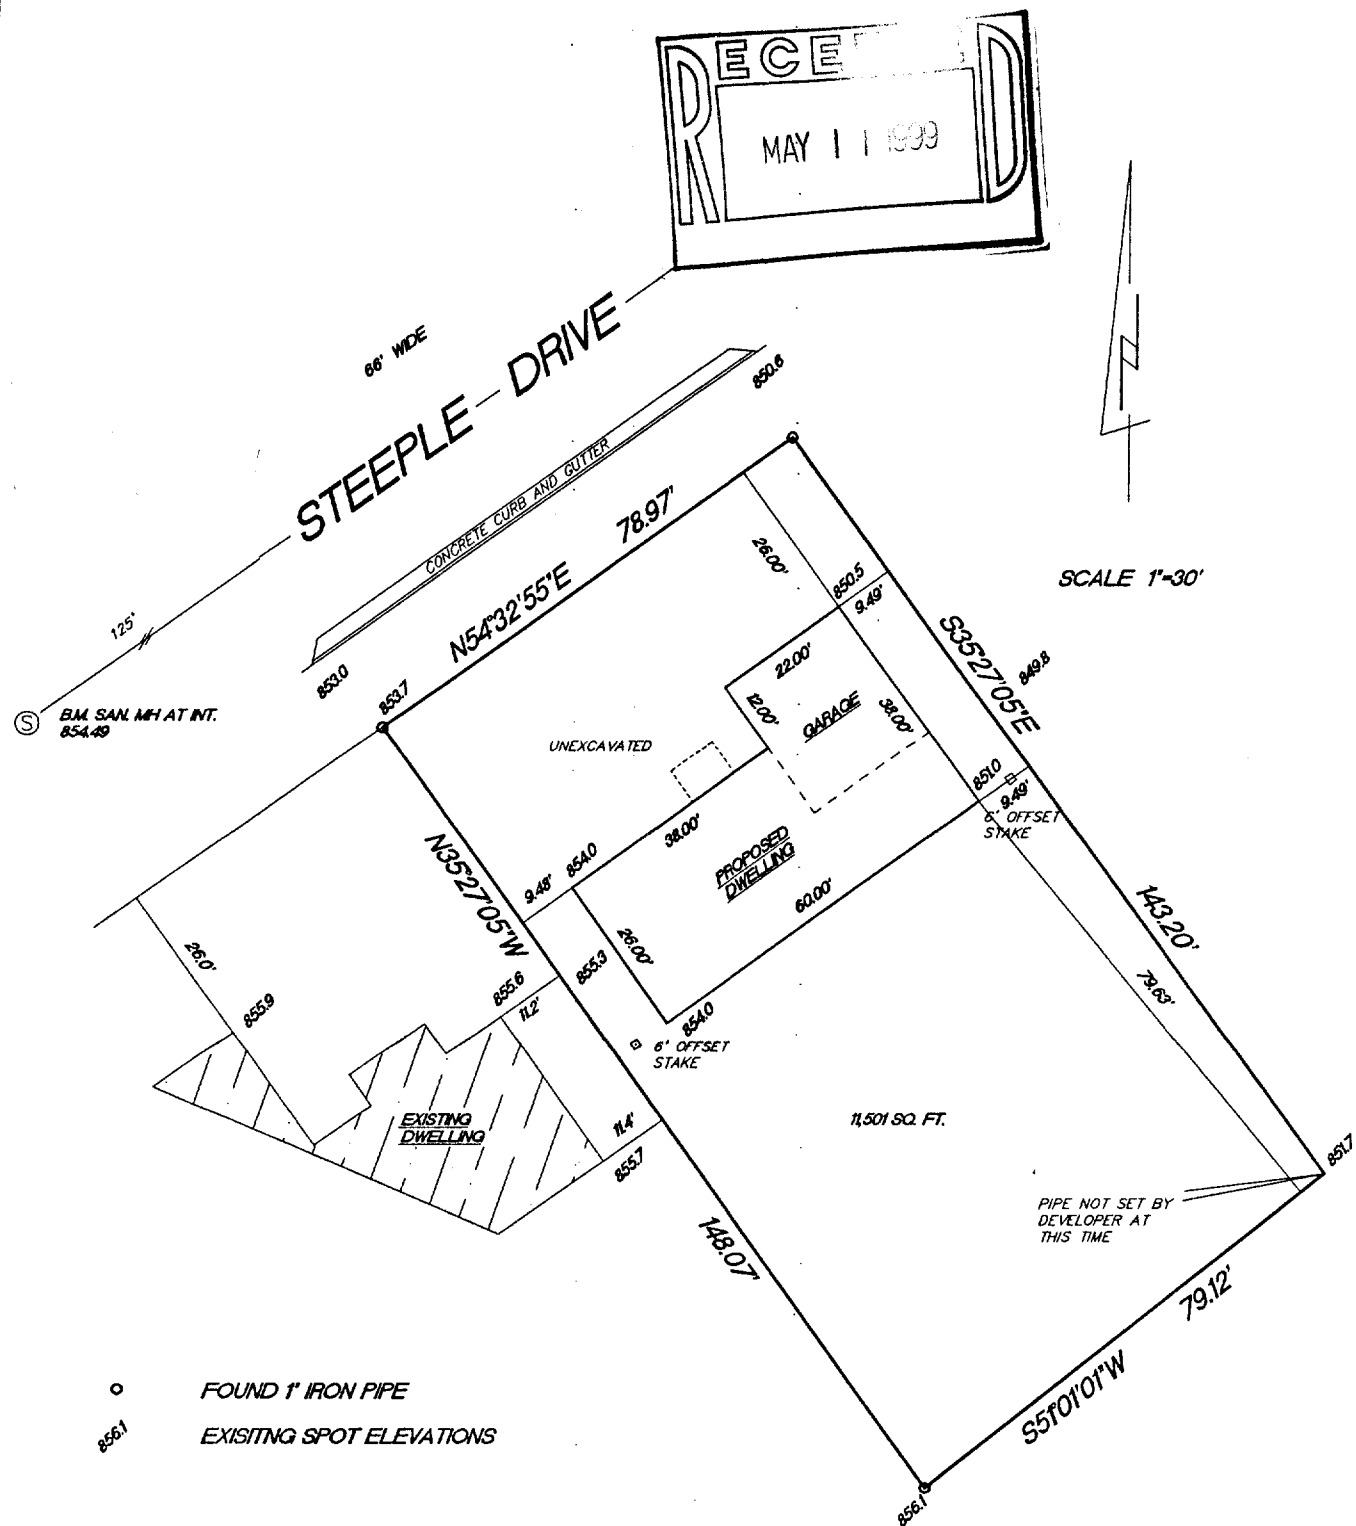 RECE D
MAY 11 1999
66' WIDE
STEEPLE DRIVE
CONCRETE CURB AND GUTTER
850.6
853.0
125'
S
B.M. SAN. MH AT INT.
854.49
853.7
N54°32'55"E
78.97'
SCALE 1"=30'
26.00'
850.5
9.49'
S35°27'05"E
849.8
22.00'
12.00'
GARAGE
38.00'
UNEXCAVATED
851.0
9.49'
6' OFFSET
STAKE
38.00'
PROPOSED
DWELLING
60.00'
N35°27'05"W
9.48'
854.0
26.00'
143.20'
79.63'
26.0'
855.9
855.6
11.2'
855.3
854.0
6' OFFSET
STAKE
EXISTING
DWELLING
11.4'
855.7
11,501 SQ. FT.
851.7
PIPE NOT SET BY
DEVELOPER AT
THIS TIME
148.07'
79.12'
S51°01'01"W
856.1
FOUND 1" IRON PIPE
856.1
EXISITNG SPOT ELEVATIONS